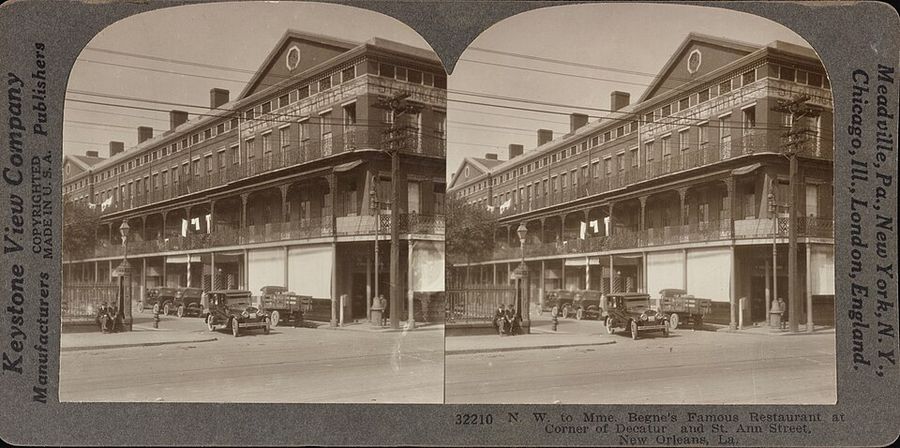 Keystone View Company
COPYRIGHTED
Manufacturers MADE IN U. S. A. Publishers
Meadville, Pa., New York, N. Y.,
Chicago, Ill., London, England.
32210 N. W. to Mme. Begne's Famous Restaurant at
Corner of Decatur and St. Ann Street,
New Orleans, La.